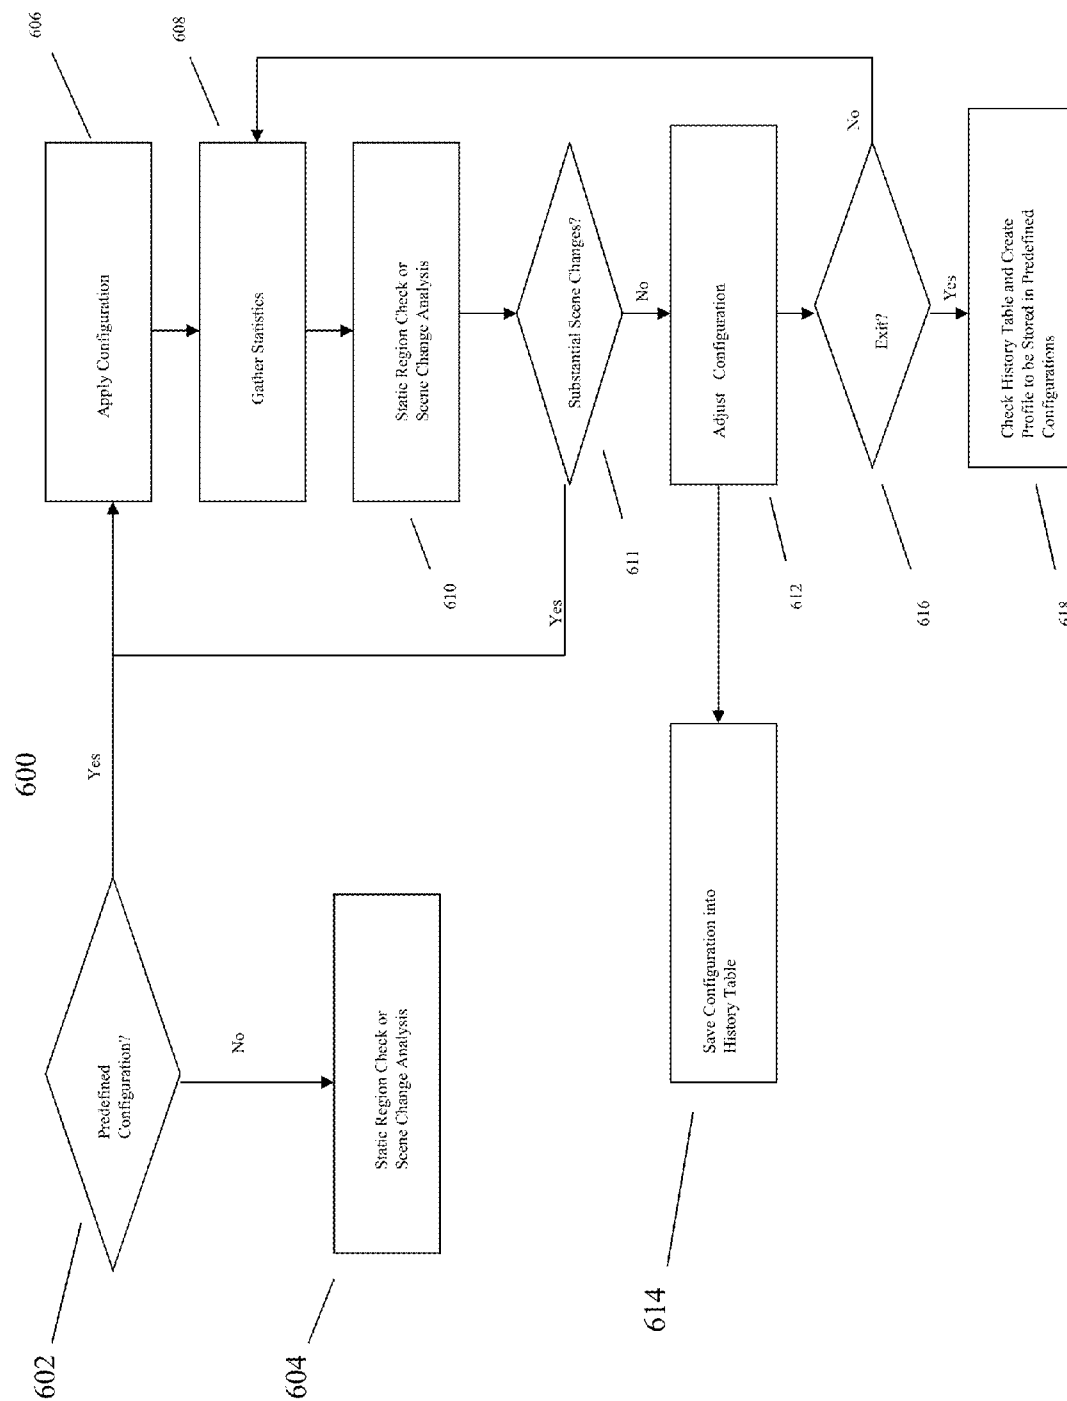 600
602
Predefined
Configuration?
Yes
No
604
Static Region Check or
Scene Change Analysis
606
Apply Configuration
608
Gather Statistics
610
Static Region Check or
Scene Change Analysis
611
Substantial Scene Changes?
Yes
No
612
Adjust Configuration
614
Save Configuration into
History Table
616
Exit?
No
Yes
618
Check History Table and Create
Profile to be Stored in Predefined
Configurations